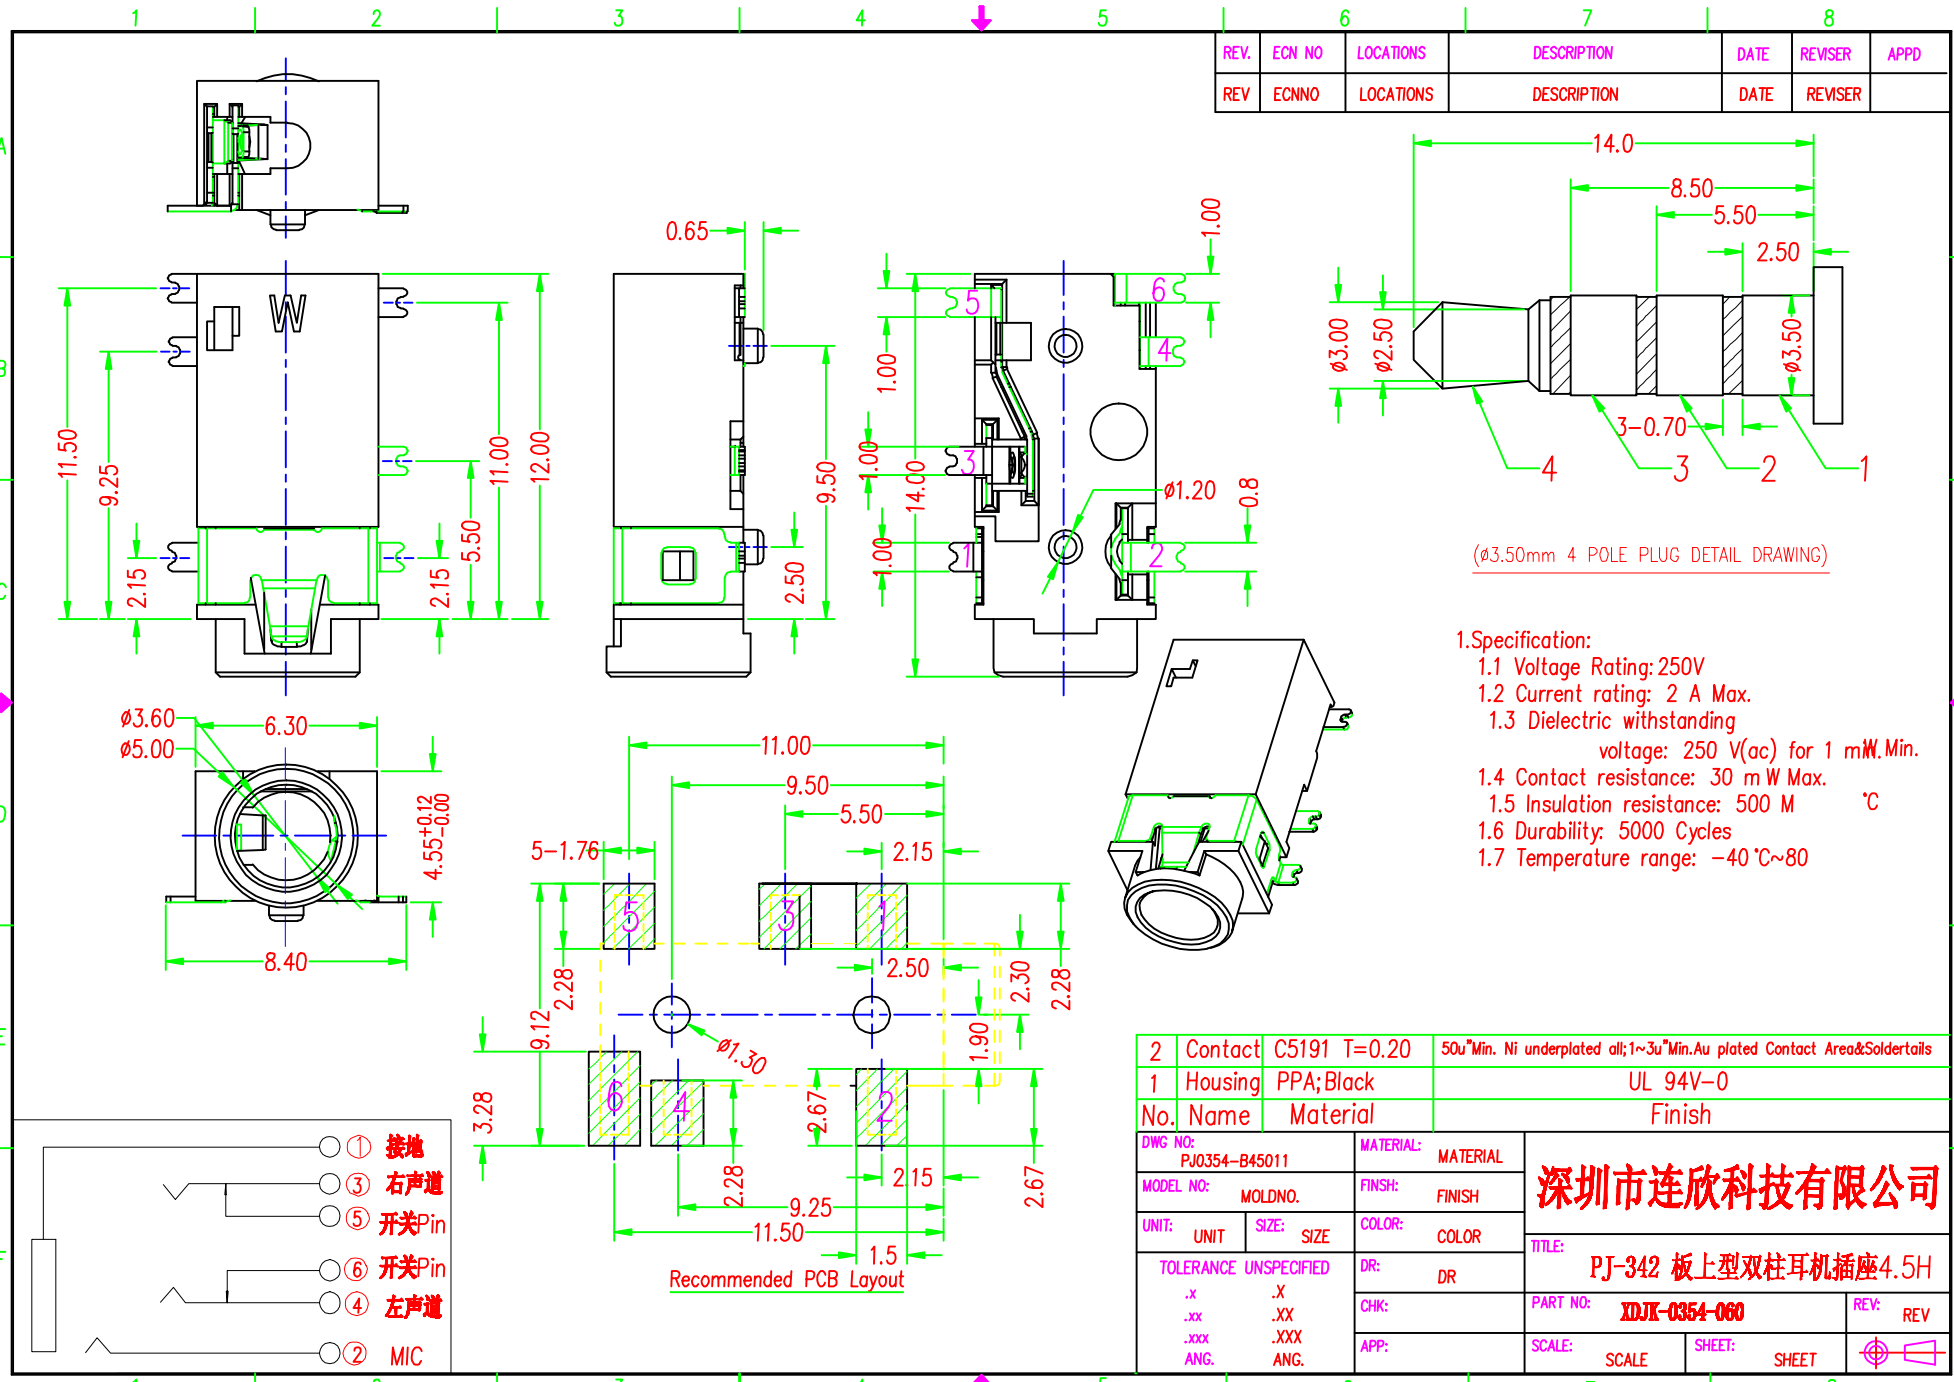 1 2 3 4 5 6 7 8
REV. ECN NO LOCATIONS DESCRIPTION DATE REVISER APPD
REV ECNNO LOCATIONS DESCRIPTION DATE REVISER
W
11.50
9.25
2.15
2.15
5.50
11.00
12.00
0.65
9.50
2.50
1.00
1.00
1.00
1.00
14.00
5
6
4
3
1
2
ø1.20
0.8
14.0
8.50
5.50
2.50
ø3.00
ø2.50
ø3.50
3-0.70
4 3 2 1
(ø3.50mm 4 POLE PLUG DETAIL DRAWING)
1.Specification:
1.1 Voltage Rating:250V
1.2 Current rating: 2 A Max.
1.3 Dielectric withstanding
voltage: 250 V(ac) for 1 mW.Min.
1.4 Contact resistance: 30 mW Max.
1.5 Insulation resistance: 500 M °C
1.6 Durability: 5000 Cycles
1.7 Temperature range: -40°C~80
ø3.60
ø5.00
6.30
4.55+0.12
-0.00
8.40
11.00
9.50
5.50
2.15
5-1.76
5
3
1
2.28
9.12
2.50
2.30
2.28
ø1.30
1.90
3.28
6
4
2
2.67
2.28
2.67
2.15
9.25
11.50
1.5
Recommended PCB Layout
① 接地
③ 右声道
⑤ 开关Pin
⑥ 开关Pin
④ 左声道
② MIC
2 Contact C5191 T=0.20 50u"Min. Ni underplated all;1~3u"Min.Au plated Contact Area&Soldertails
1 Housing PPA;Black UL 94V-0
No. Name Material Finish
DWG NO: PJ0354-B45011
MATERIAL: MATERIAL
MODEL NO: MOLDNO.
FINSH: FINISH
深圳市连欣科技有限公司
UNIT: UNIT SIZE: SIZE
COLOR: COLOR
TITLE: PJ-342 板上型双柱耳机插座4.5H
TOLERANCE UNSPECIFIED
.x .X
.xx .XX
.xxx .XXX
ANG. ANG.
DR: DR
CHK:
APP:
PART NO: XDJK-0354-060
REV: REV
SCALE: SCALE
SHEET: SHEET